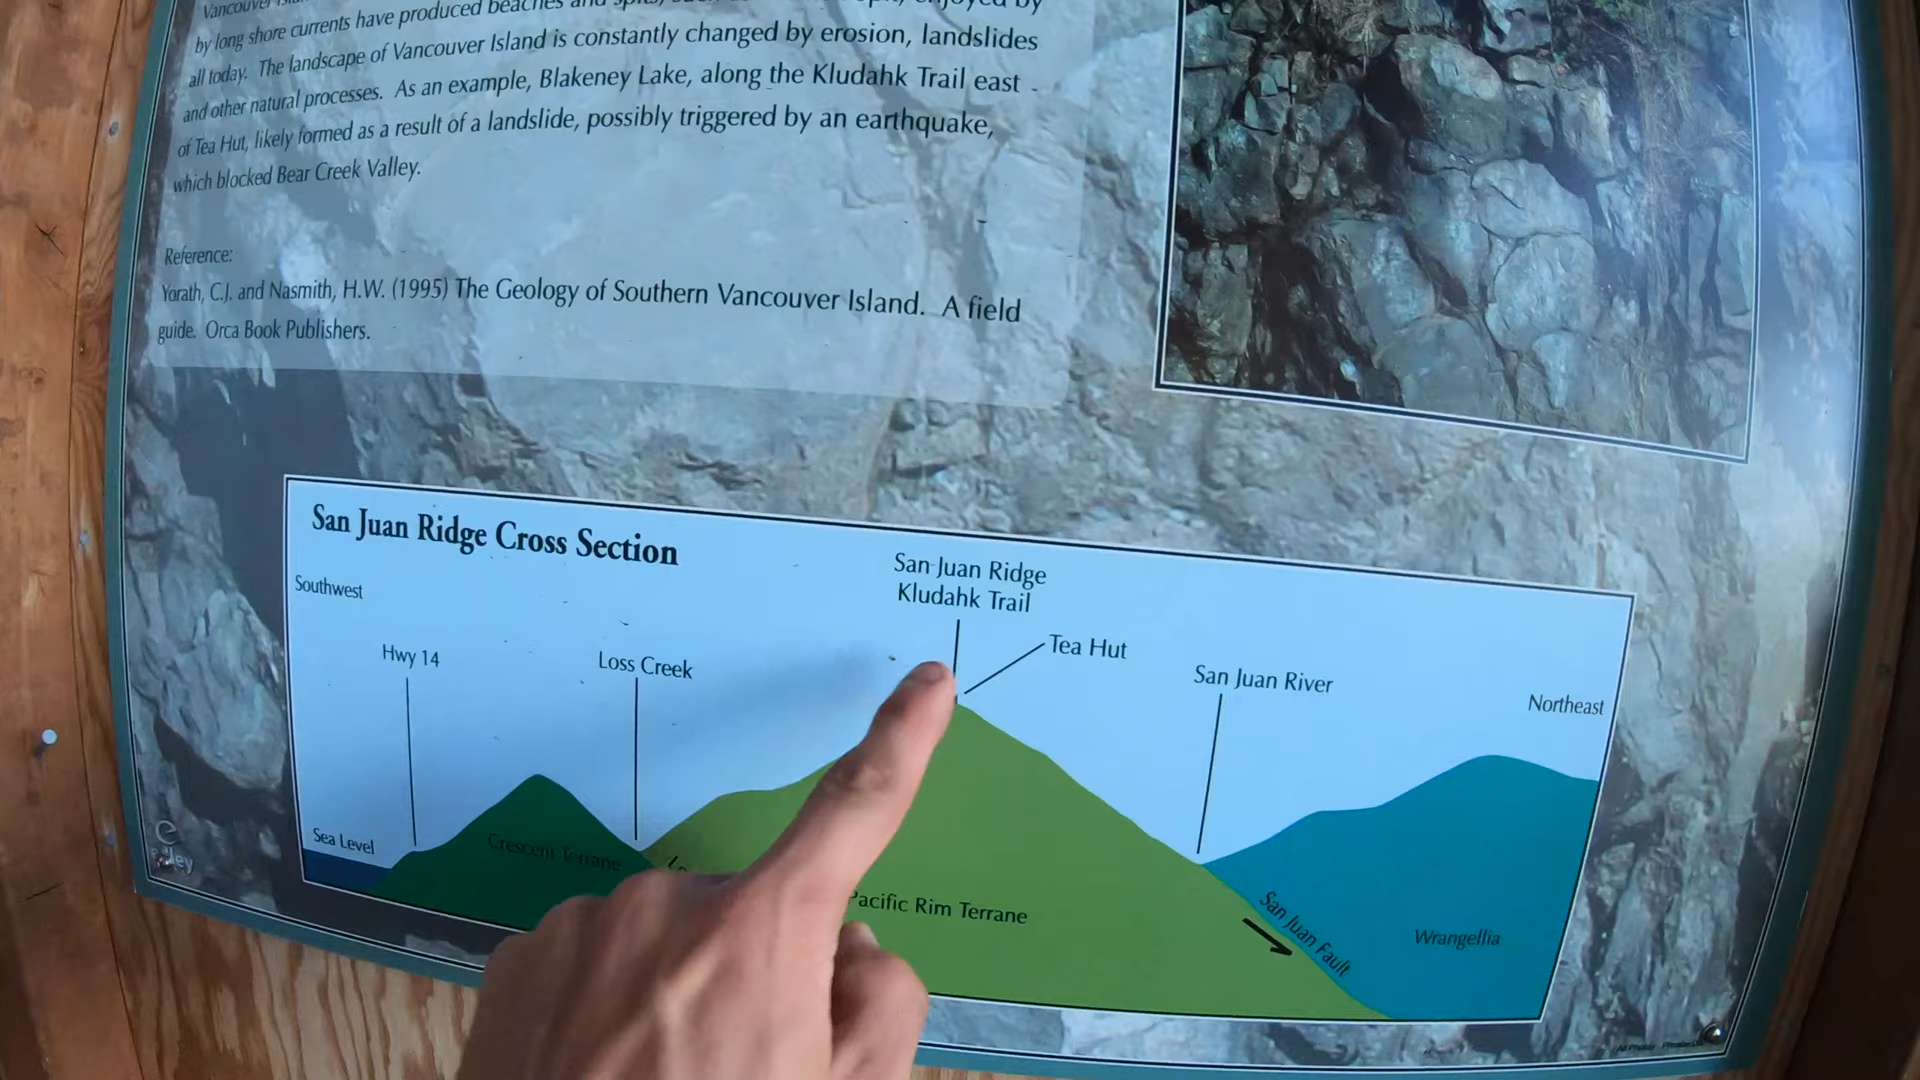 Vancouver
by long shore currents have produced beaches and spits, enjoyed by
all today. The landscape of Vancouver Island is constantly changed by erosion, landslides
and other natural processes. As an example, Blakeney Lake, along the Kludahk Trail east
of Tea Hut, likely formed as a result of a landslide, possibly triggered by an earthquake,
which blocked Bear Creek Valley.
Reference:
Yorath, C.J. and Nasmith, H.W. (1995) The Geology of Southern Vancouver Island. A field
guide. Orca Book Publishers.
San Juan Ridge Cross Section
Southwest
San Juan Ridge
Kludahk Trail
Hwy 14
Loss Creek
Tea Hut
San Juan River
Northeast
Sea Level
Crescent Terrane
Pacific Rim Terrane
San Juan Fault
Wrangellia